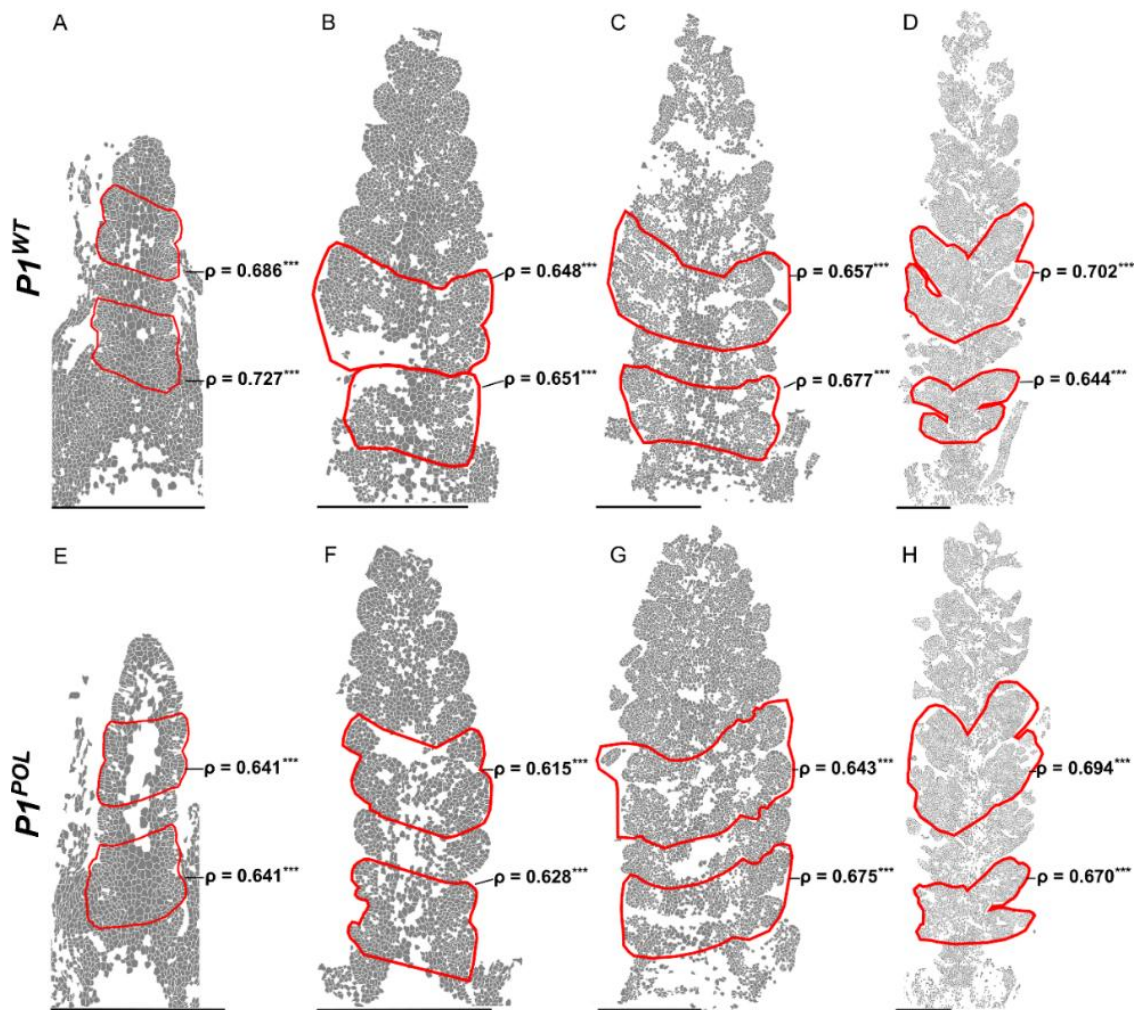 A
B
C
D
P1^WT
ρ = 0.686***
ρ = 0.648***
ρ = 0.657***
ρ = 0.702***
ρ = 0.727***
ρ = 0.651***
ρ = 0.677***
ρ = 0.644***
E
F
G
H
P1^POL
ρ = 0.641***
ρ = 0.615***
ρ = 0.643***
ρ = 0.694***
ρ = 0.641***
ρ = 0.628***
ρ = 0.675***
ρ = 0.670***